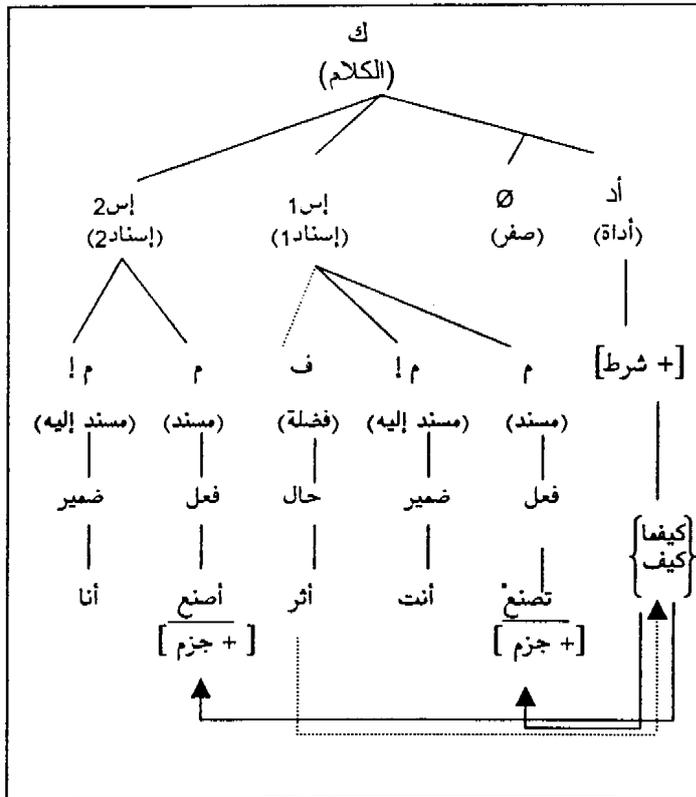 ك
(الكلام)
أد Ø إس1 إس2
(أداة) (صفر) (إسناد1) (إسناد2)
[+ شرط] م م إ ف م م إ
(مسند) (مسند إليه) (فضلة) (مسند) (مسند إليه)
فعل ضمير حال فعل ضمير
كيفما
كيف
تصنعْ أنت أثر أصنع أنا
[+ جزم] [+ جزم]